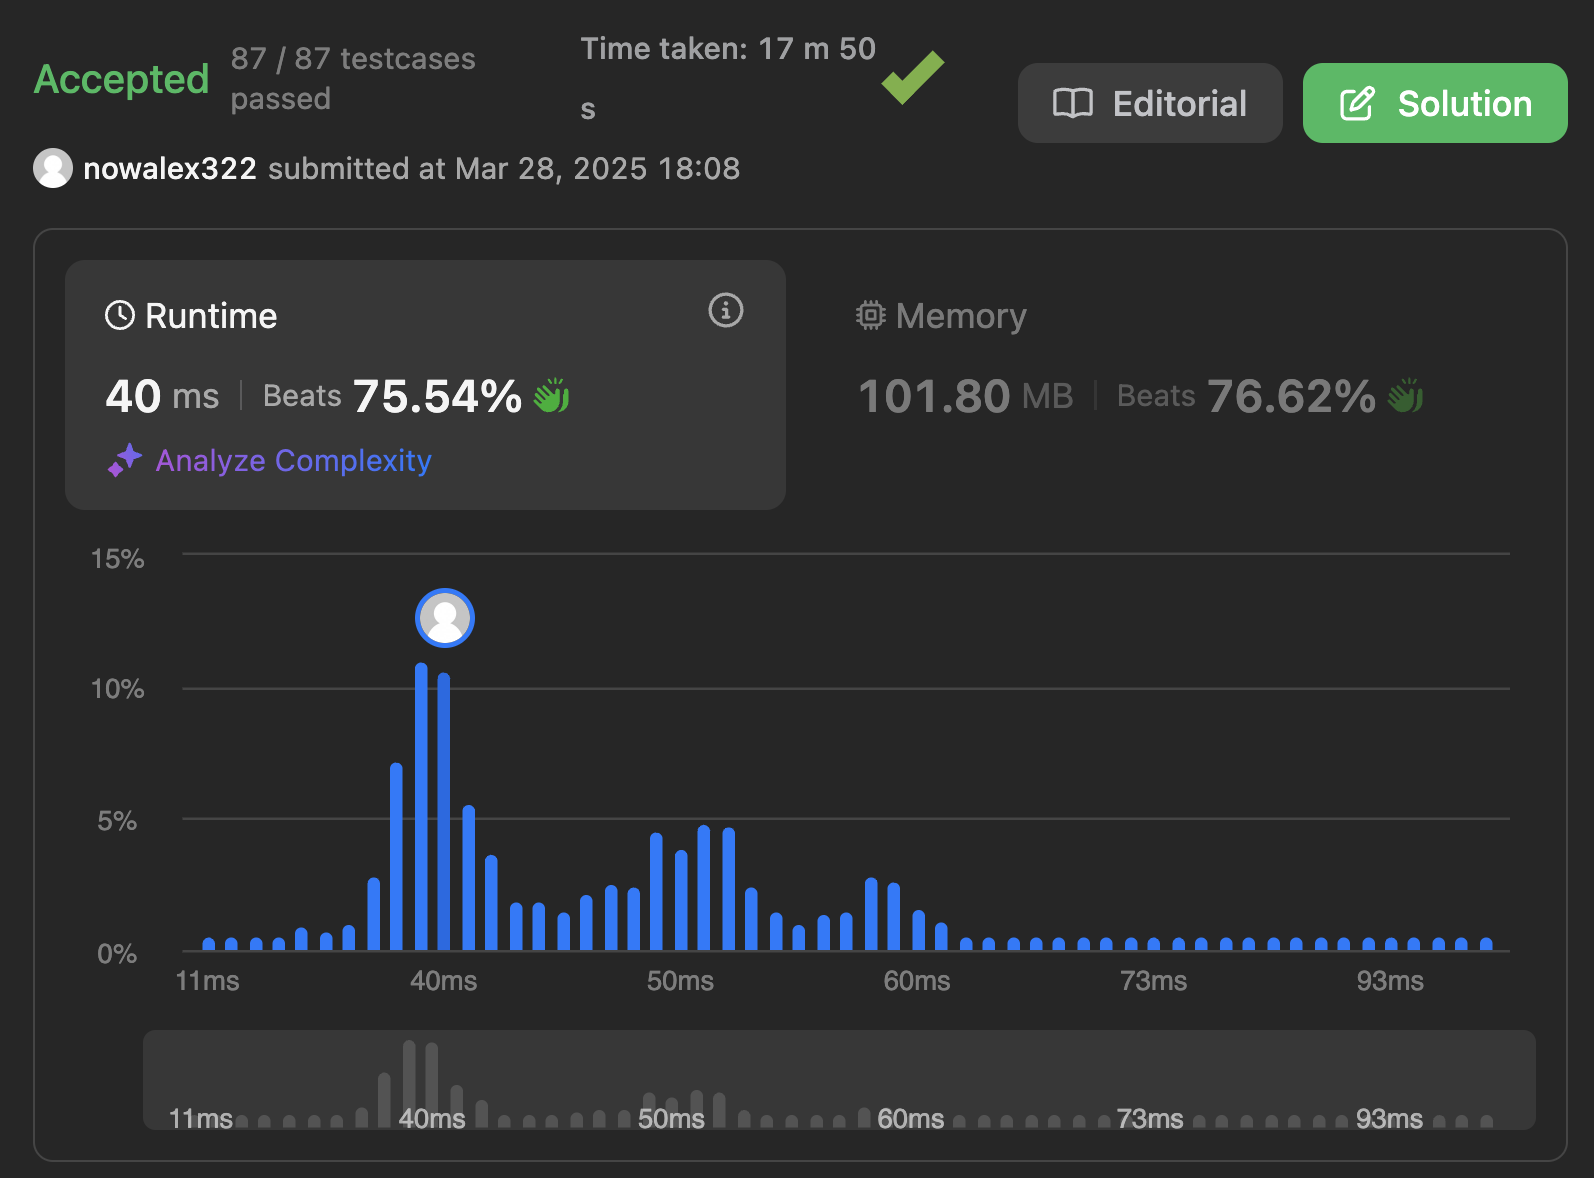 Accepted
87 / 87 testcases
passed
Time taken: 17 m 50
s
Editorial
Solution
nowalex322 submitted at Mar 28, 2025 18:08
Runtime
40 ms
Beats 75.54%
Analyze Complexity
Memory
101.80 MB
Beats 76.62%
15%
10%
5%
0%
11ms 40ms 50ms 60ms 73ms 93ms
11ms 40ms 50ms 60ms 73ms 93ms